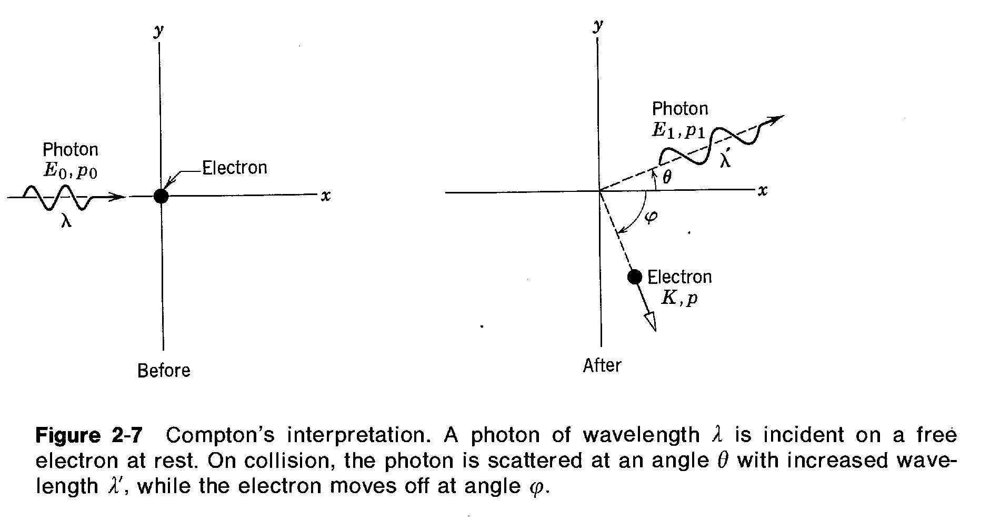 y
Photon
E0, p0
λ
Electron
x
Before
y
Photon
E1, p1
λ′
θ
x
φ
Electron
K, p
After
Figure 2-7 Compton's interpretation. A photon of wavelength λ is incident on a free
electron at rest. On collision, the photon is scattered at an angle θ with increased wave-
length λ′, while the electron moves off at angle φ.